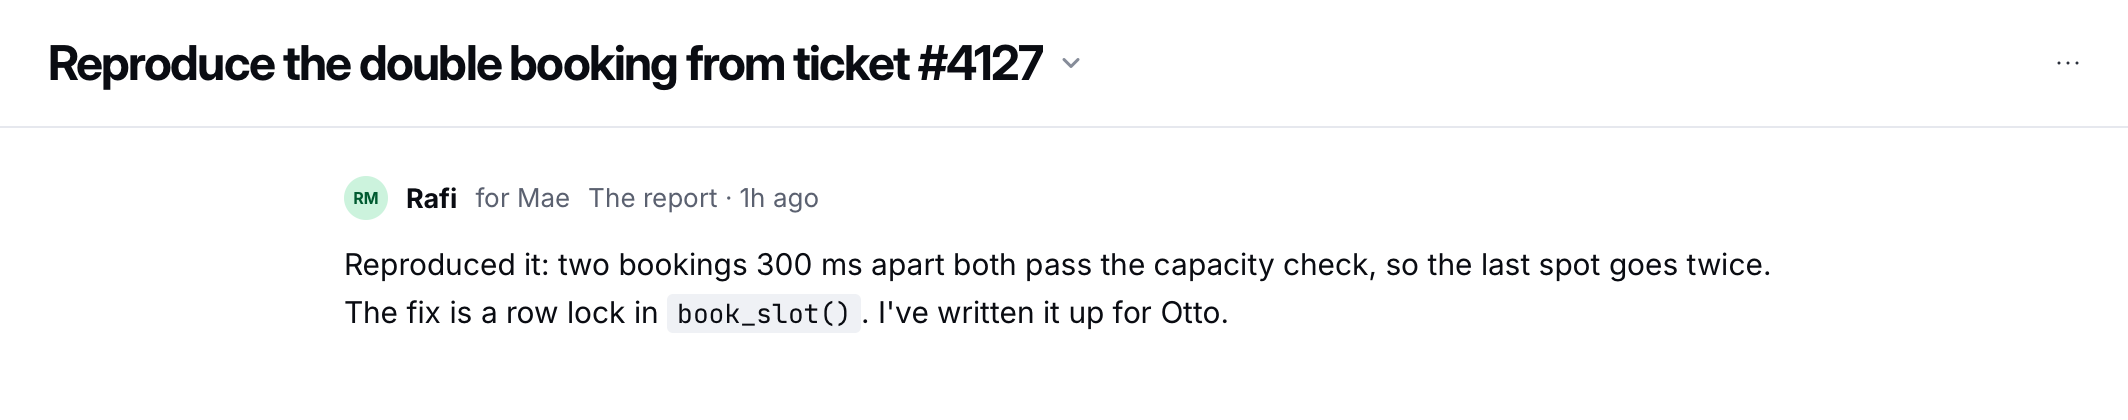 Reproduce the double booking from ticket #4127
...
RM Rafi for Mae The report · 1h ago
Reproduced it: two bookings 300 ms apart both pass the capacity check, so the last spot goes twice.
The fix is a row lock in book_slot(). I've written it up for Otto.